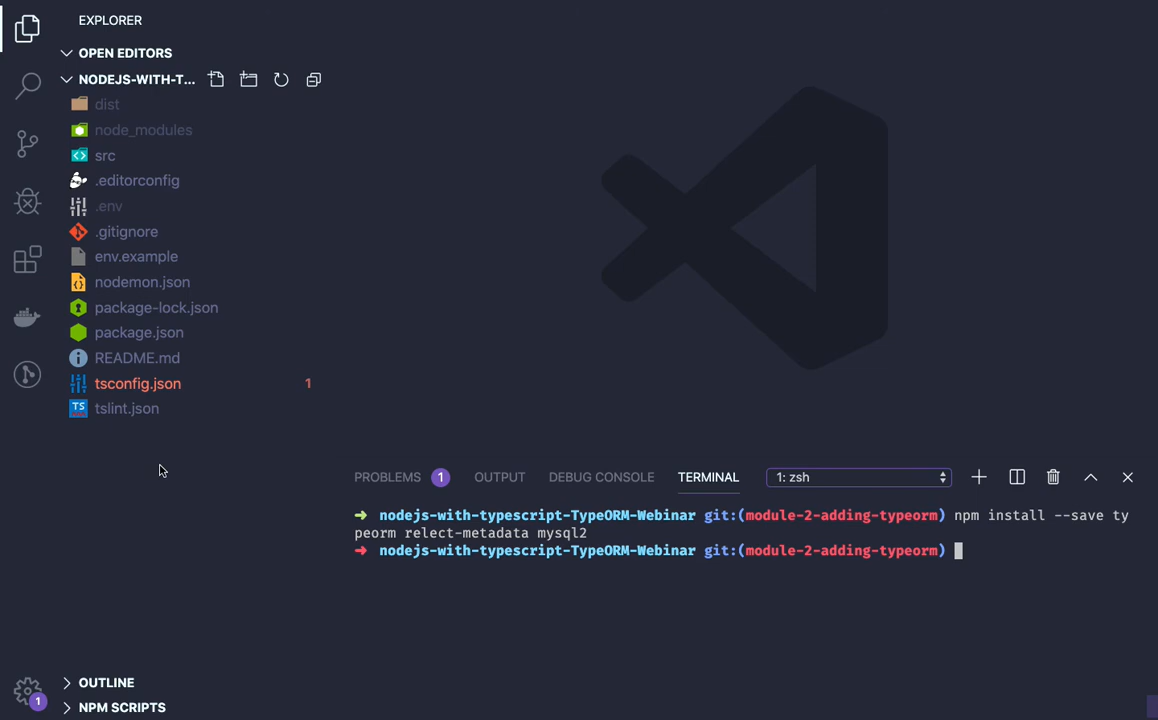 EXPLORER
OPEN EDITORS
NODEJS-WITH-T...
dist
node_modules
src
.editorconfig
.env
.gitignore
env.example
nodemon.json
package-lock.json
package.json
README.md
tsconfig.json 1
TS tslint.json
PROBLEMS 1 OUTPUT DEBUG CONSOLE TERMINAL 1: zsh
➜ nodejs-with-typescript-TypeORM-Webinar git:(module-2-adding-typeorm) npm install --save ty
peorm relect-metadata mysql2
➜ nodejs-with-typescript-TypeORM-Webinar git:(module-2-adding-typeorm)
OUTLINE
1
NPM SCRIPTS